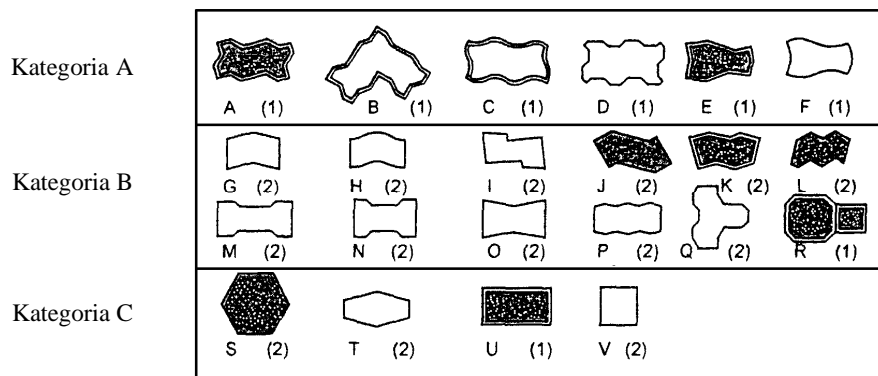 Kategoria A
A (1) B (1) C (1) D (1) E (1) F (1)
Kategoria B
G (2) H (2) I (2) J (2) K (2) L (2)
M (2) N (2) O (2) P (2) Q (2) R (1)
Kategoria C
S (2) T (2) U (1) V (2)